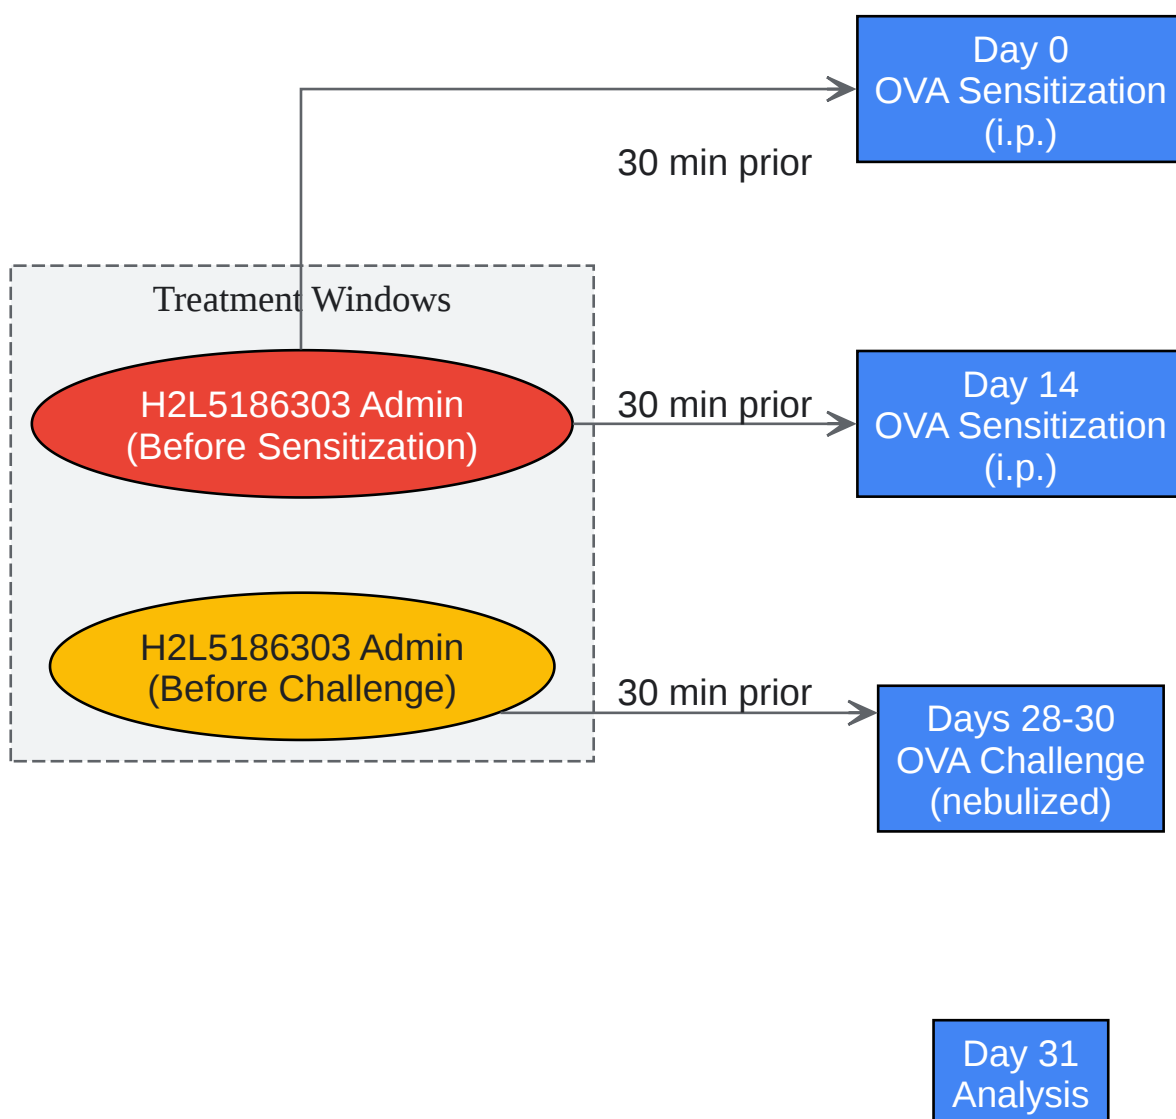 Day 0
OVA Sensitization
(i.p.)
30 min prior
Treatment Windows
H2L5186303 Admin
(Before Sensitization)
30 min prior
Day 14
OVA Sensitization
(i.p.)
H2L5186303 Admin
(Before Challenge)
30 min prior
Days 28-30
OVA Challenge
(nebulized)
Day 31
Analysis